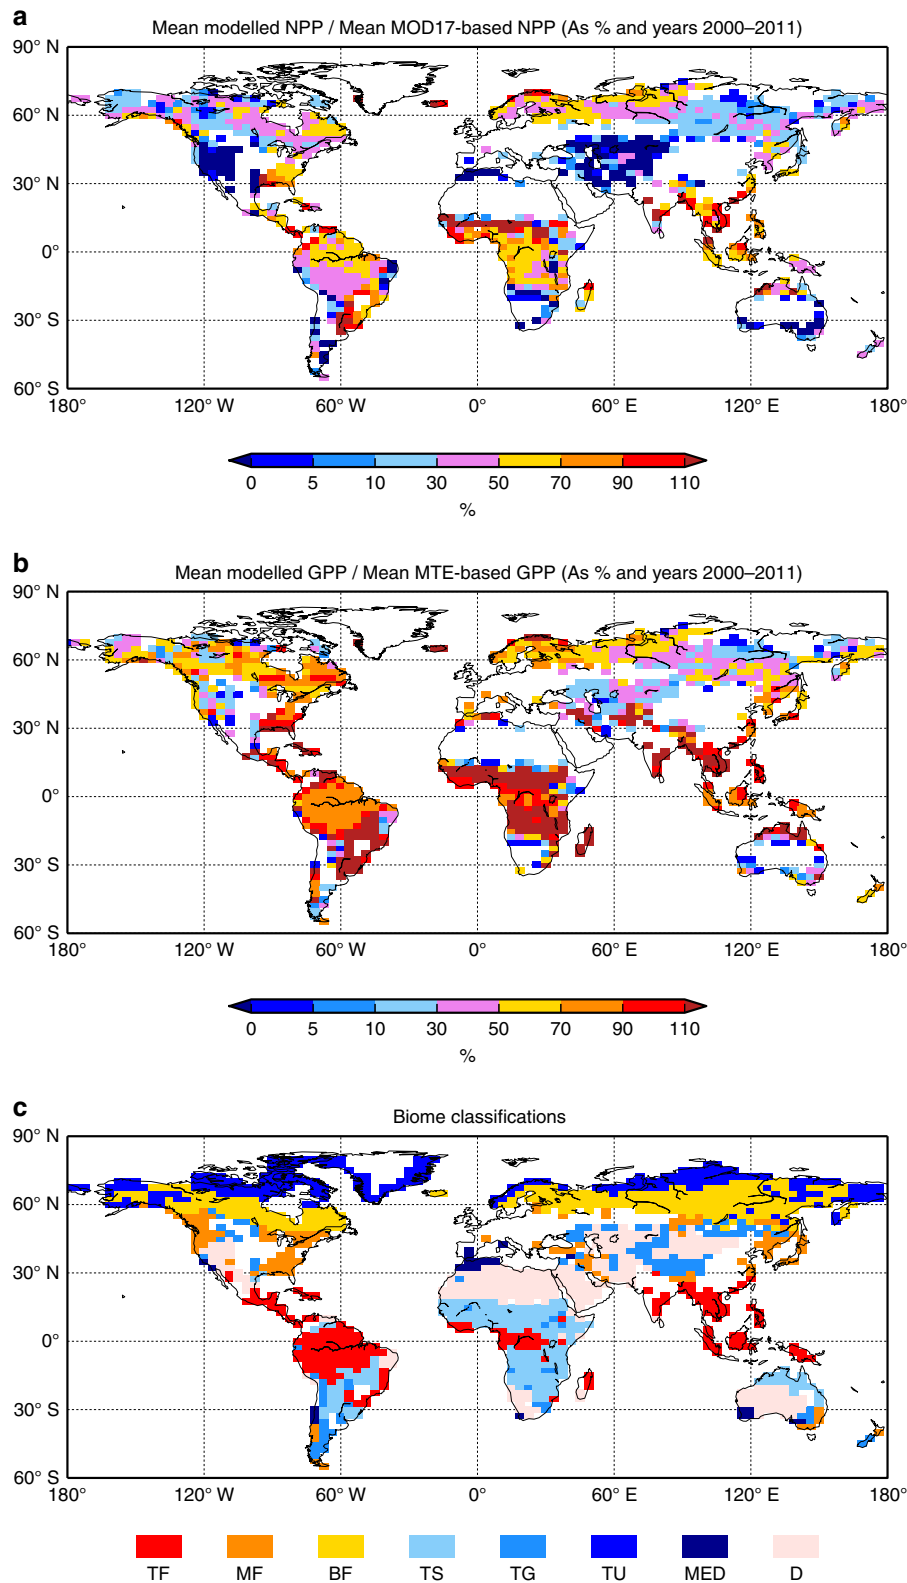 a
Mean modelled NPP / Mean MOD17-based NPP (As % and years 2000–2011)
90° N
60° N
30° N
0°
30° S
60° S
180° 120° W 60° W 0° 60° E 120° E 180°
0 5 10 30 50 70 90 110
%
b
Mean modelled GPP / Mean MTE-based GPP (As % and years 2000–2011)
90° N
60° N
30° N
0°
30° S
60° S
180° 120° W 60° W 0° 60° E 120° E 180°
0 5 10 30 50 70 90 110
%
c
Biome classifications
90° N
60° N
30° N
0°
30° S
60° S
180° 120° W 60° W 0° 60° E 120° E 180°
TF MF BF TS TG TU MED D